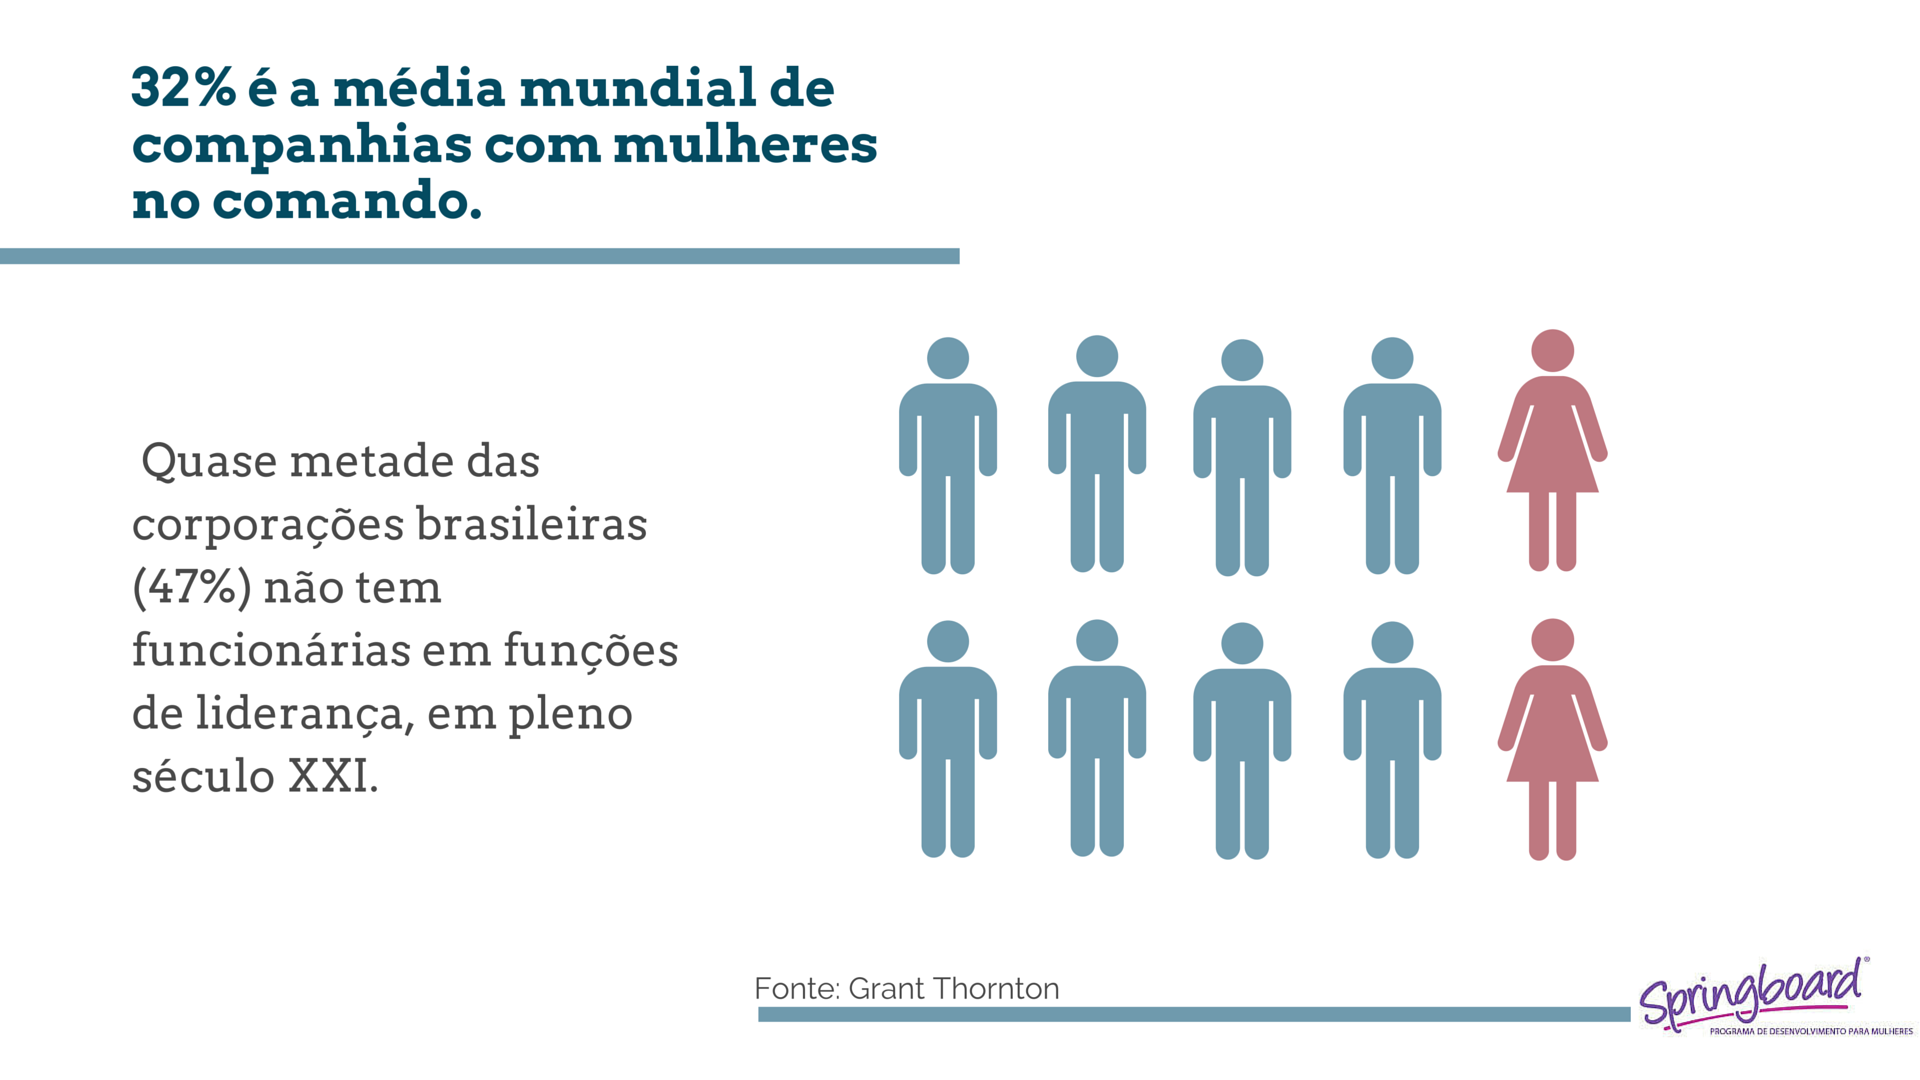 32% é a média mundial de
companhias com mulheres
no comando.
Quase metade das
corporações brasileiras
(47%) não tem
funcionárias em funções
de liderança, em pleno
século XXI.
Fonte: Grant Thornton
Springboard®
PROGRAMA DE DESENVOLVIMENTO PARA MULHERES